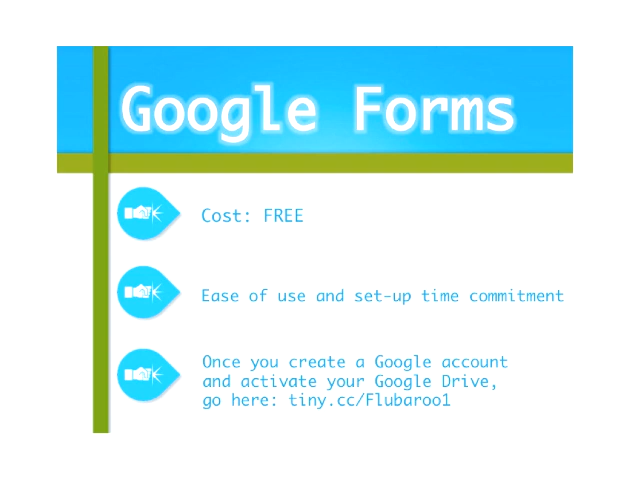 Google Forms
Cost: FREE
Ease of use and set-up time commitment
Once you create a Google account
and activate your Google Drive,
go here: tiny.cc/Flubaroo1